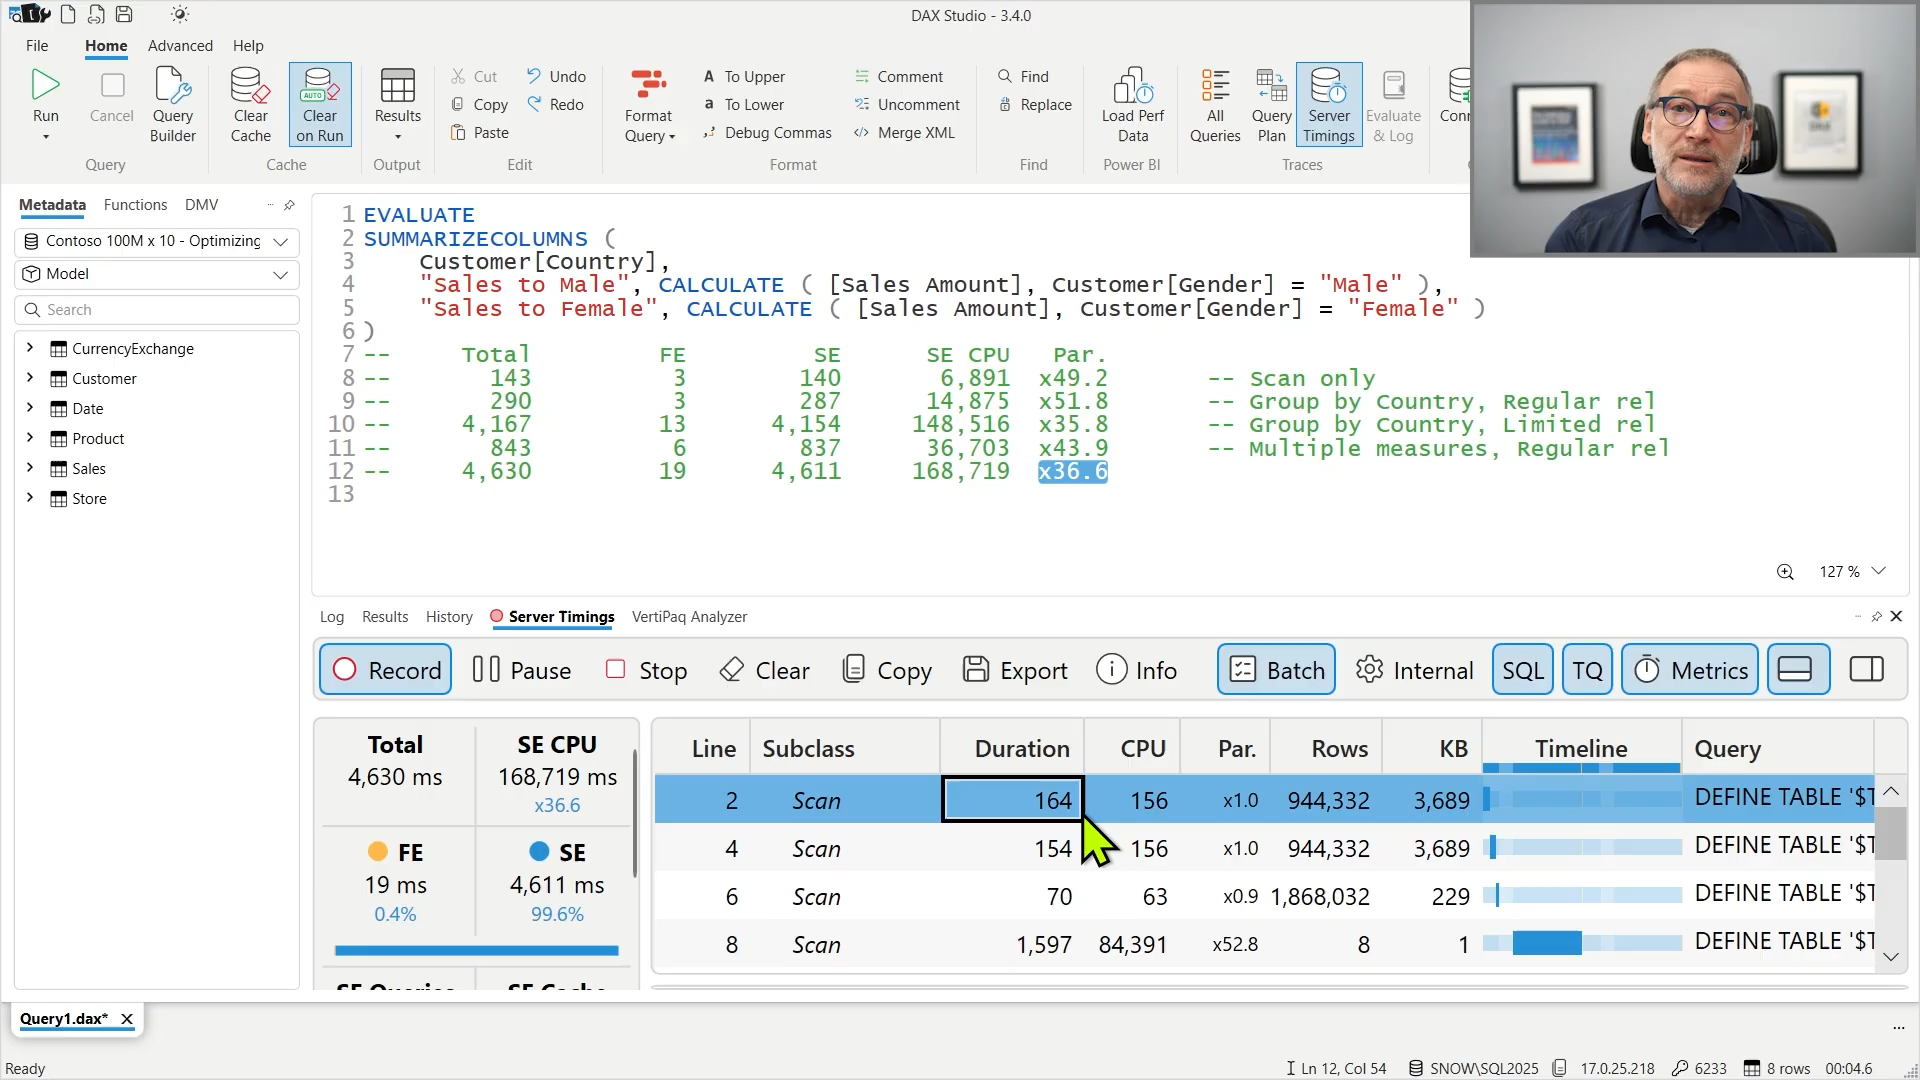 DAX Studio - 3.4.0
File Home Advanced Help
Run
Cancel
Query Builder
Clear Cache
AUTO
Clear on Run
Results
Format Query
Cut
Copy
Paste
Undo
Redo
To Upper
To Lower
Debug Commas
Comment
Uncomment
Merge XML
Find
Replace
Load Perf Data
All Queries
Query Plan
Server Timings
Evaluate & Log
Query Cache Output Edit Format Find Power BI Traces
Metadata Functions DMV
Contoso 100M x 10 - Optimizing
Model
Search
CurrencyExchange
Customer
Date
Product
Sales
Store
1 EVALUATE
2 SUMMARIZECOLUMNS (
3 Customer[Country],
4 "Sales to Male", CALCULATE ( [Sales Amount], Customer[Gender] = "Male" ),
5 "Sales to Female", CALCULATE ( [Sales Amount], Customer[Gender] = "Female" )
6 )
7 -- Total FE SE SE CPU Par.
8 -- 143 3 140 6,891 x49.2 -- Scan only
9 -- 290 3 287 14,875 x51.8 -- Group by Country, Regular rel
10 -- 4,167 13 4,154 148,516 x35.8 -- Group by Country, Limited rel
11 -- 843 6 837 36,703 x43.9 -- Multiple measures, Regular rel
12 -- 4,630 19 4,611 168,719 x36.6
13
127 %
Log Results History Server Timings VertiPaq Analyzer
Record Pause Stop Clear Copy Export Info Batch Internal SQL TQ Metrics
Total SE CPU
4,630 ms 168,719 ms
x36.6
FE SE
19 ms 4,611 ms
0.4% 99.6%
SE Queries SE Cache
Line Subclass Duration CPU Par. Rows KB Timeline Query
2 Scan 164 156 x1.0 944,332 3,689 DEFINE TABLE '$T
4 Scan 154 156 x1.0 944,332 3,689 DEFINE TABLE '$T
6 Scan 70 63 x0.9 1,868,032 229 DEFINE TABLE '$T
8 Scan 1,597 84,391 x52.8 8 1 DEFINE TABLE '$T
Query1.dax*
Ready Ln 12, Col 54 SNOW\SQL2025 17.0.25.218 6233 8 rows 00:04.6